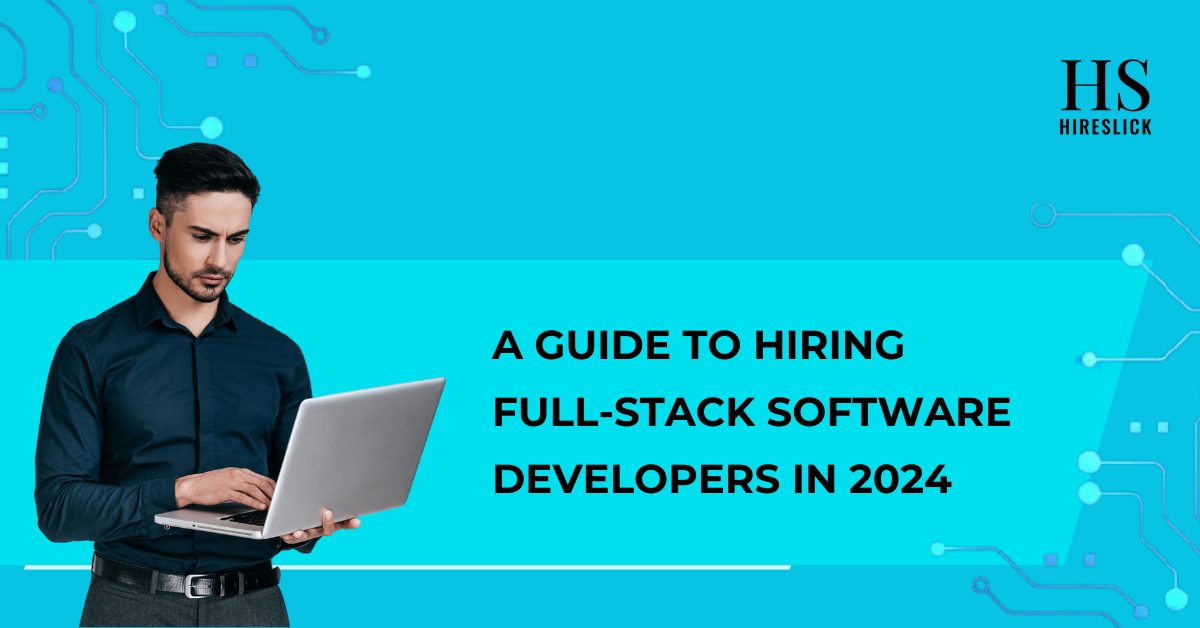 HS
HIRESLICK
A GUIDE TO HIRING
FULL-STACK SOFTWARE
DEVELOPERS IN 2024